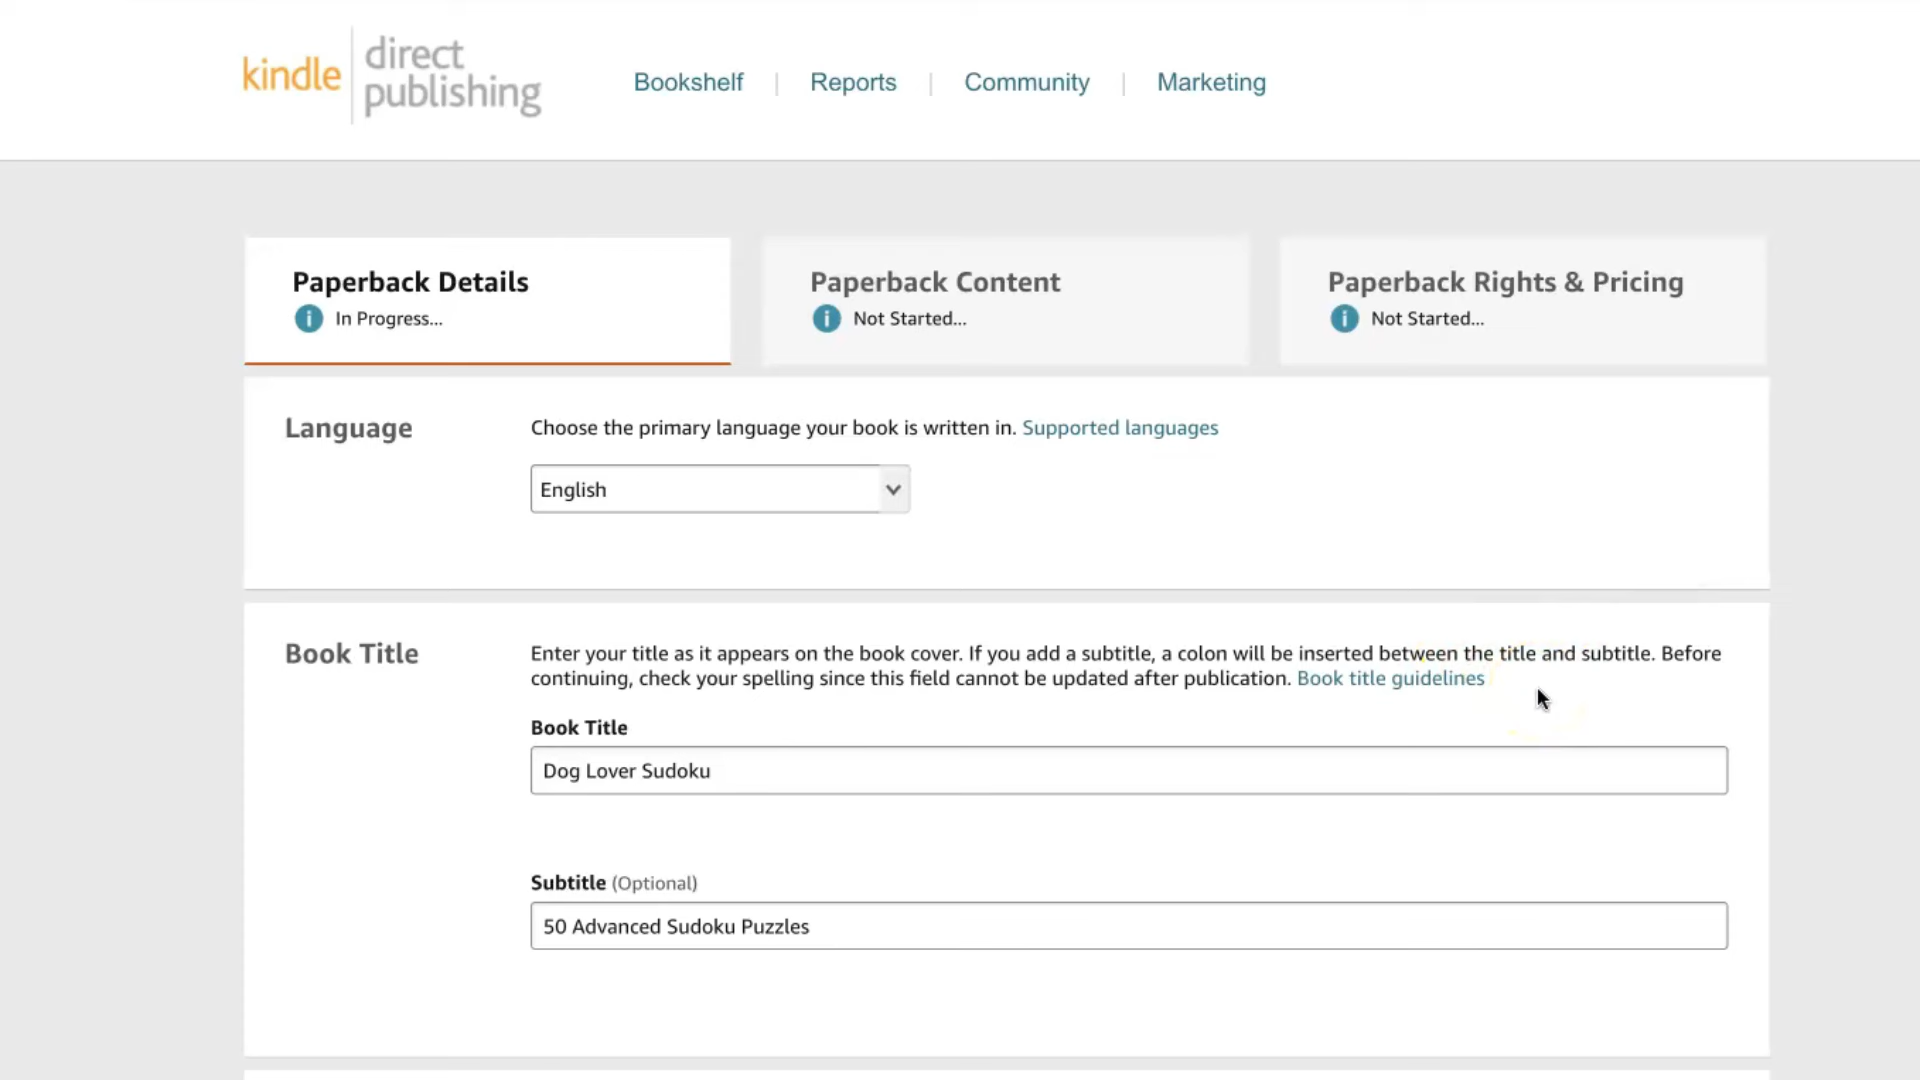 kindle direct publishing
Bookshelf | Reports | Community | Marketing
Paperback Details
In Progress...
Paperback Content
Not Started...
Paperback Rights & Pricing
Not Started...
Language
Choose the primary language your book is written in. Supported languages
English
Book Title
Enter your title as it appears on the book cover. If you add a subtitle, a colon will be inserted between the title and subtitle. Before
continuing, check your spelling since this field cannot be updated after publication. Book title guidelines
Book Title
Dog Lover Sudoku
Subtitle (Optional)
50 Advanced Sudoku Puzzles